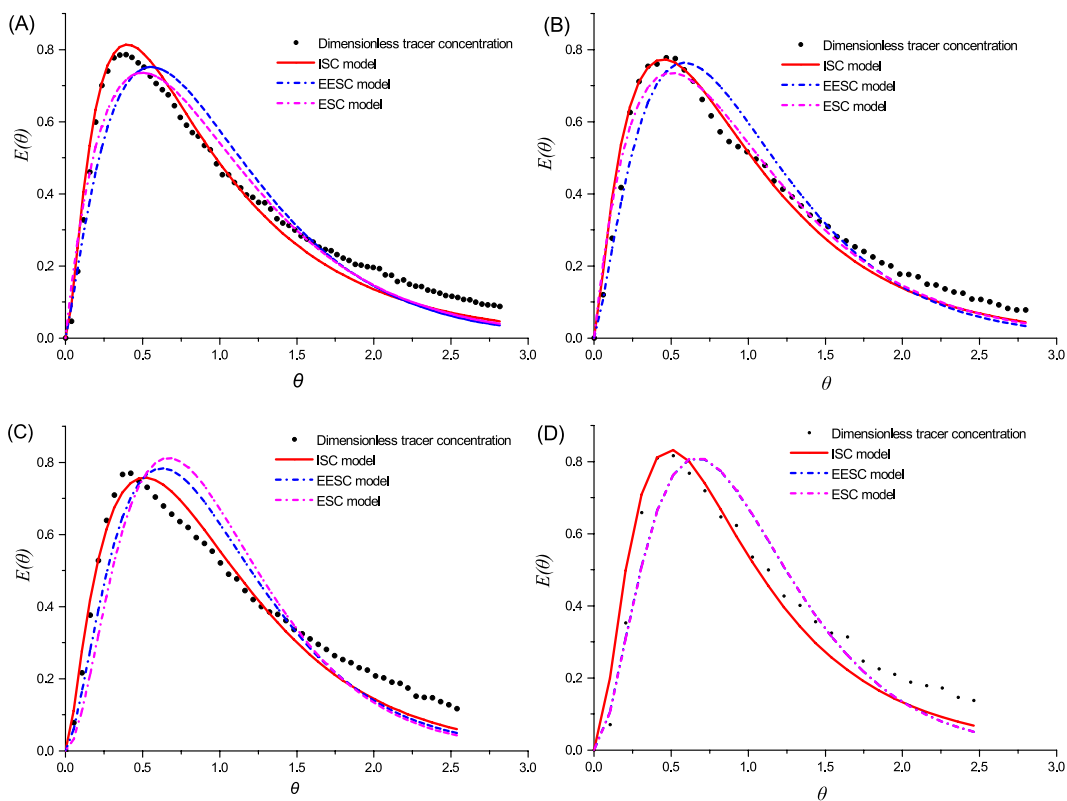 (A)
Dimensionless tracer concentration
ISC model
EESC model
ESC model
E(θ)
0.8
0.6
0.4
0.2
0.0
0.0 0.5 1.0 1.5 2.0 2.5 3.0
θ
(B)
Dimensionless tracer concentration
ISC model
EESC model
ESC model
E(θ)
0.8
0.6
0.4
0.2
0.0
0.0 0.5 1.0 1.5 2.0 2.5 3.0
θ
(C)
Dimensionless tracer concentration
ISC model
EESC model
ESC model
E(θ)
0.8
0.6
0.4
0.2
0.0
0.0 0.5 1.0 1.5 2.0 2.5 3.0
θ
(D)
Dimensionless tracer concentration
ISC model
EESC model
ESC model
E(θ)
0.8
0.6
0.4
0.2
0.0
0.0 0.5 1.0 1.5 2.0 2.5 3.0
θ